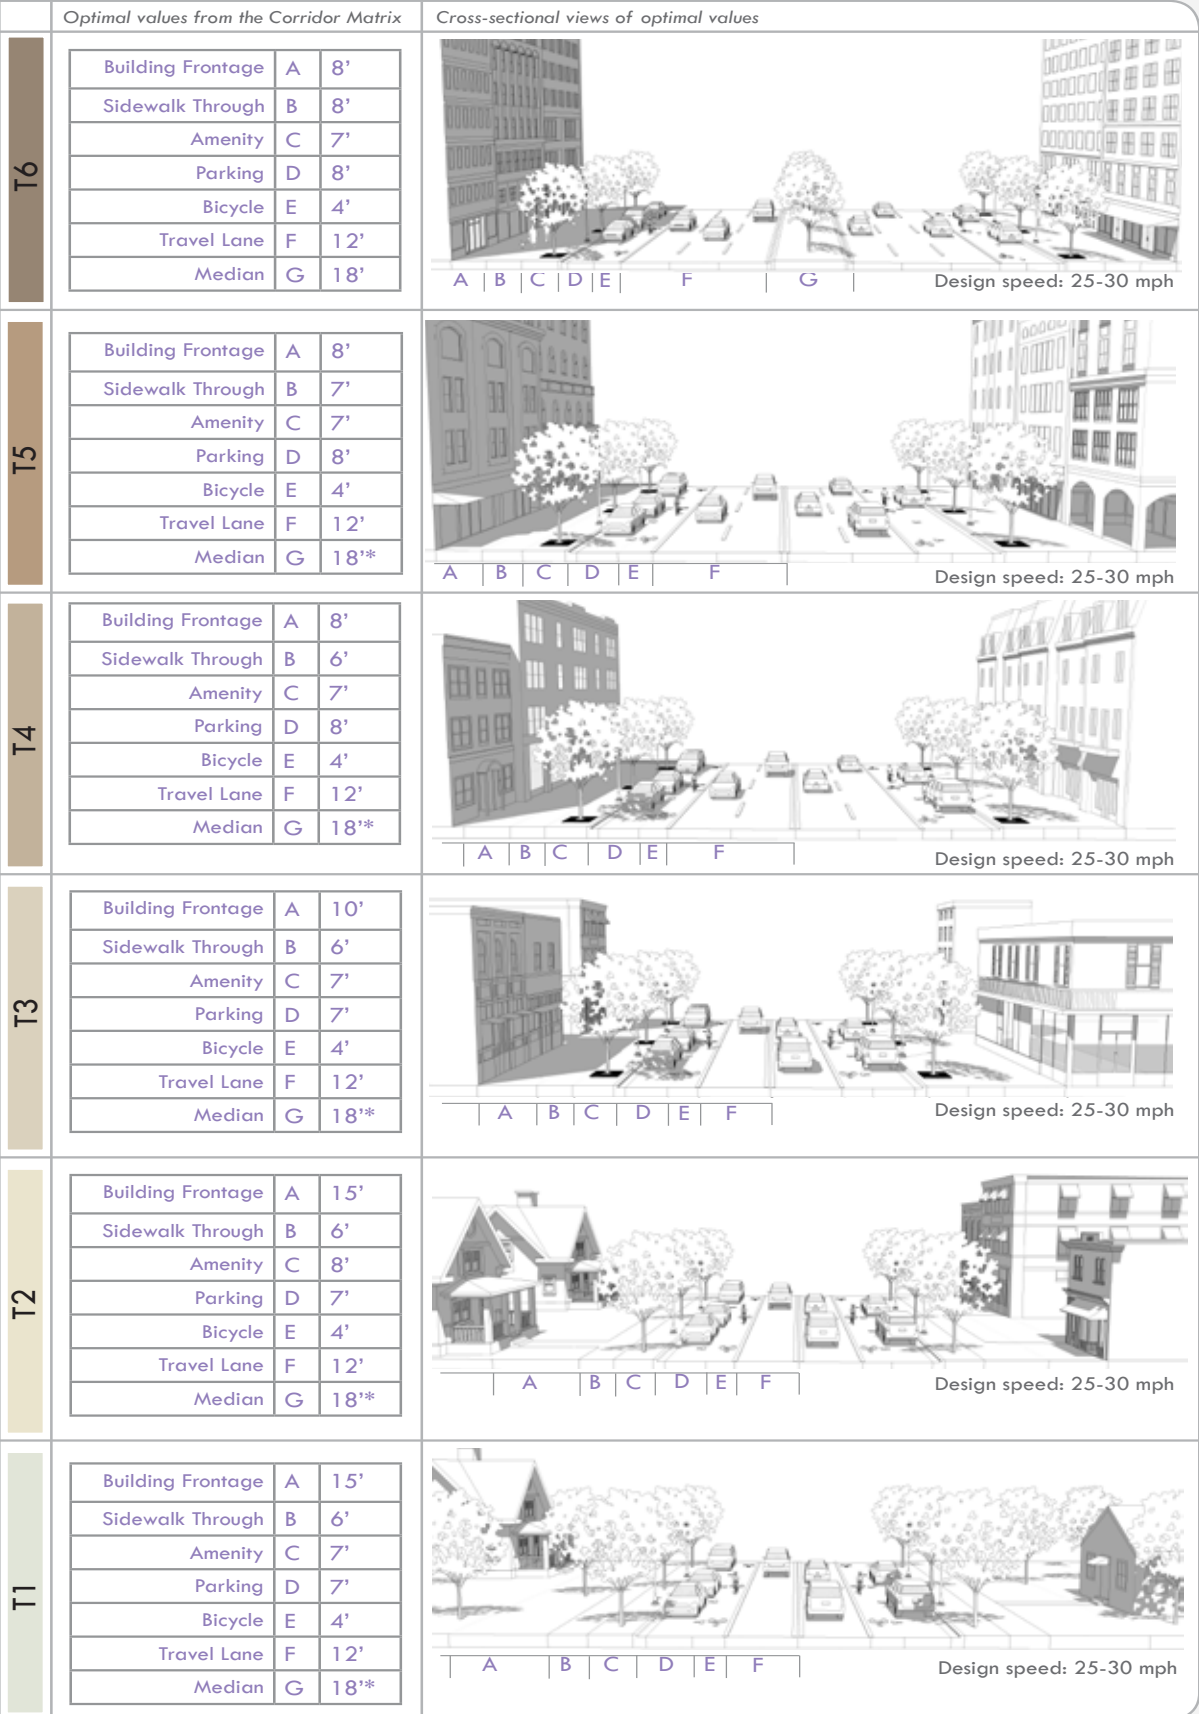 Optimal values from the Corridor Matrix
Cross-sectional views of optimal values
T6
Building Frontage A 8’
Sidewalk Through B 8’
Amenity C 7’
Parking D 8’
Bicycle E 4’
Travel Lane F 12’
Median G 18’
A B C D E F G
Design speed: 25-30 mph
T5
Building Frontage A 8’
Sidewalk Through B 7’
Amenity C 7’
Parking D 8’
Bicycle E 4’
Travel Lane F 12’
Median G 18’*
A B C D E F
Design speed: 25-30 mph
T4
Building Frontage A 8’
Sidewalk Through B 6’
Amenity C 7’
Parking D 8’
Bicycle E 4’
Travel Lane F 12’
Median G 18’*
A B C D E F
Design speed: 25-30 mph
T3
Building Frontage A 10’
Sidewalk Through B 6’
Amenity C 7’
Parking D 7’
Bicycle E 4’
Travel Lane F 12’
Median G 18’*
A B C D E F
Design speed: 25-30 mph
T2
Building Frontage A 15’
Sidewalk Through B 6’
Amenity C 8’
Parking D 7’
Bicycle E 4’
Travel Lane F 12’
Median G 18’*
A B C D E F
Design speed: 25-30 mph
T1
Building Frontage A 15’
Sidewalk Through B 6’
Amenity C 7’
Parking D 7’
Bicycle E 4’
Travel Lane F 12’
Median G 18’*
A B C D E F
Design speed: 25-30 mph